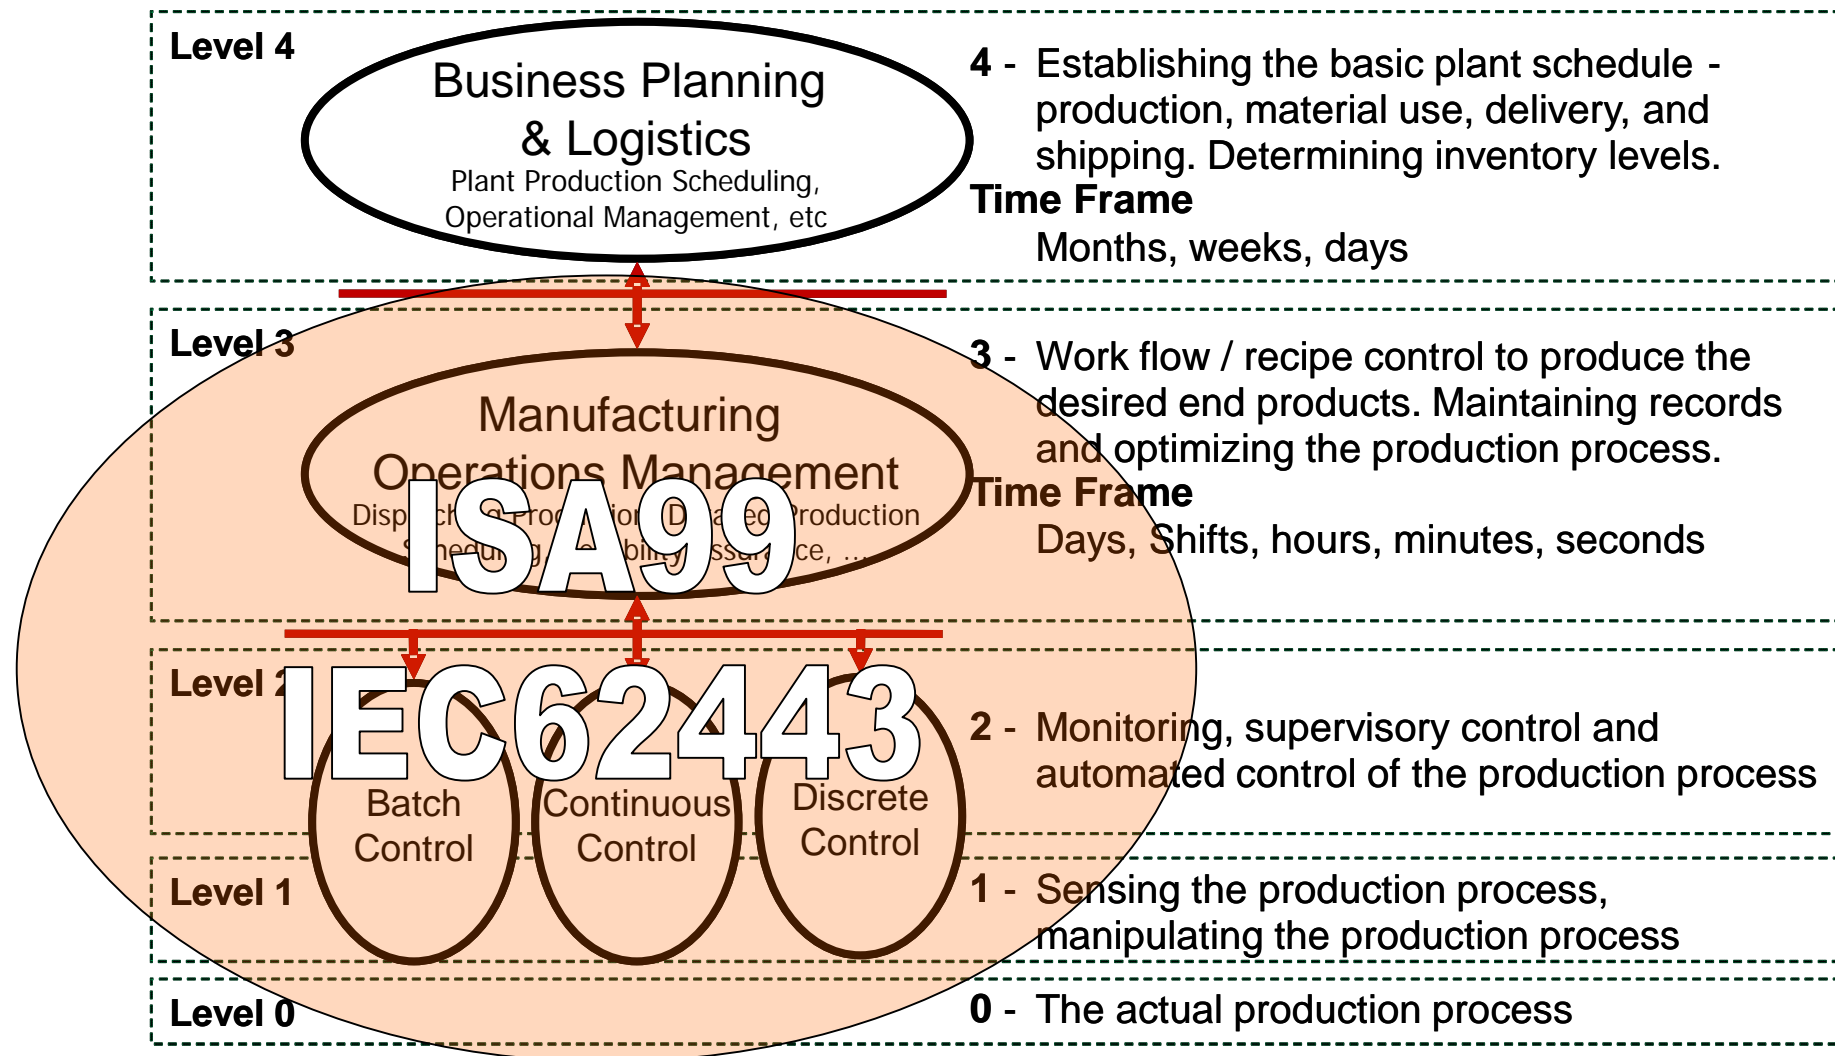 Level 4
Business Planning
& Logistics
Plant Production Scheduling,
Operational Management, etc
4 - Establishing the basic plant schedule -
production, material use, delivery, and
shipping. Determining inventory levels.
Time Frame
Months, weeks, days
Level 3
Manufacturing
Operations Management
Production
ISA99
3 - Work flow / recipe control to produce the
desired end products. Maintaining records
and optimizing the production process.
Time Frame
Days, Shifts, hours, minutes, seconds
Level 2
IEC62443
Batch
Control
Continuous
Control
Discrete
Control
2 - Monitoring, supervisory control and
automated control of the production process
Level 1
1 - Sensing the production process,
manipulating the production process
Level 0
0 - The actual production process